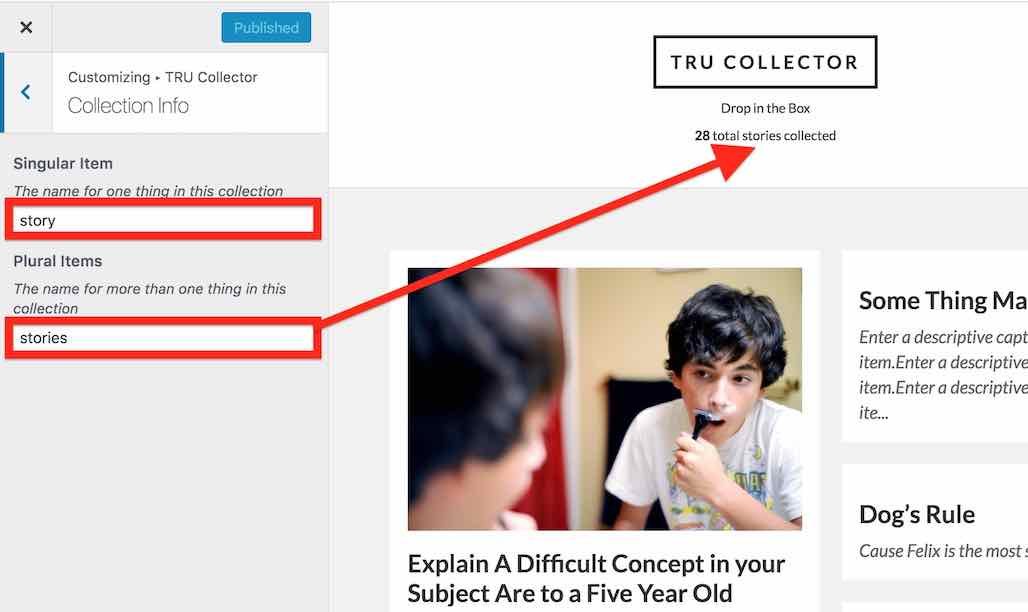 Published
Customizing ▸ TRU Collector
Collection Info
Singular Item
The name for one thing in this collection
story
Plural Items
The name for more than one thing in this
collection
stories
TRU COLLECTOR
Drop in the Box
28 total stories collected
Explain A Difficult Concept in your
Subject Are to a Five Year Old
Some Thing Ma
Enter a descriptive capt
item.Enter a descriptive
item.Enter a descriptive
ite...
Dog’s Rule
Cause Felix is the most s